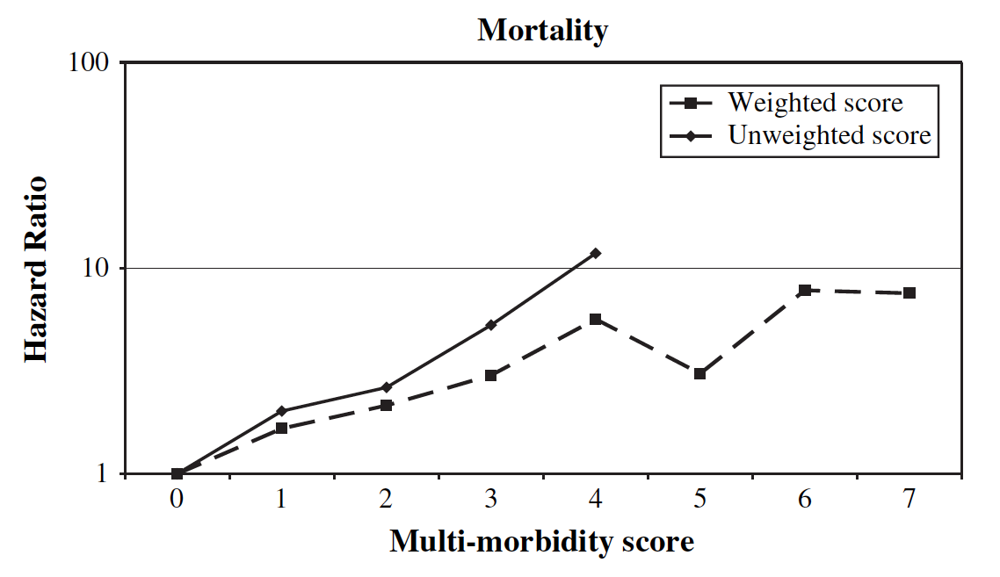 Mortality
100
Weighted score
Unweighted score
Hazard Ratio
10
1
0 1 2 3 4 5 6 7
Multi-morbidity score